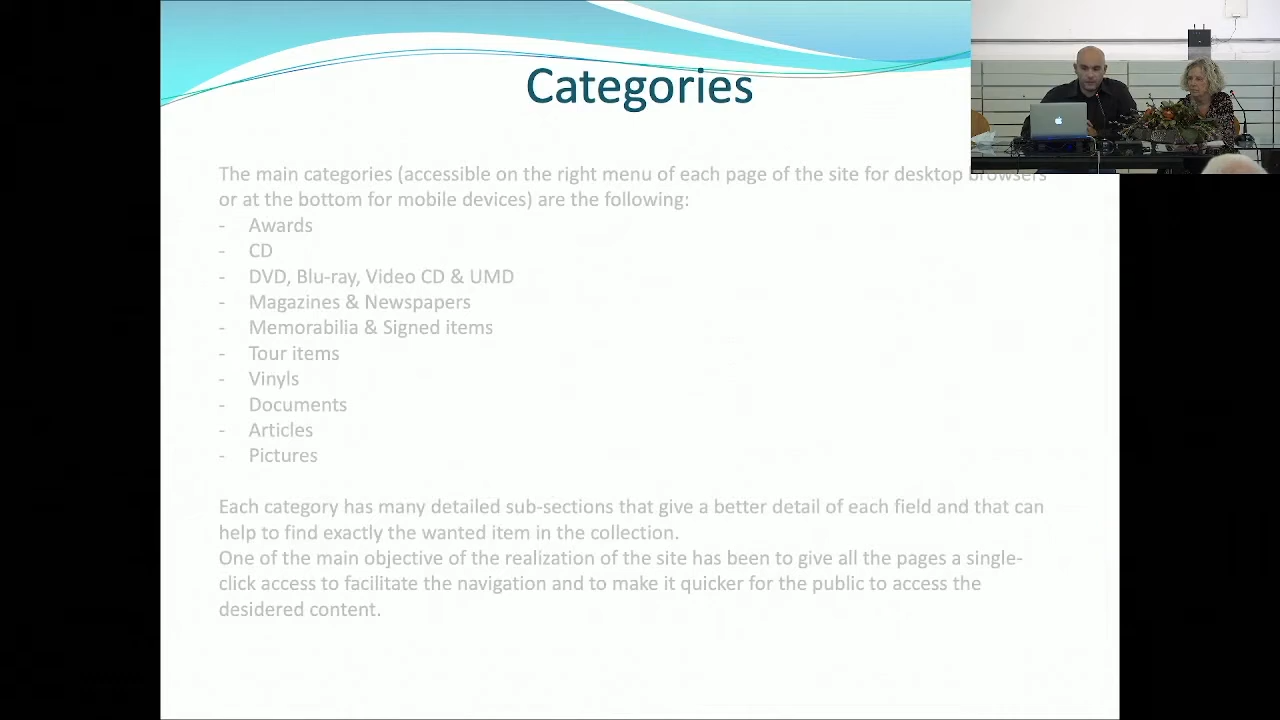 Categories
The main categories (accessible on the right menu of each page of the site for desktop browsers
or at the bottom for mobile devices) are the following:
- Awards
- CD
- DVD, Blu-ray, Video CD & UMD
- Magazines & Newspapers
- Memorabilia & Signed items
- Tour items
- Vinyls
- Documents
- Articles
- Pictures
Each category has many detailed sub-sections that give a better detail of each field and that can
help to find exactly the wanted item in the collection.
One of the main objective of the realization of the site has been to give all the pages a single-
click access to facilitate the navigation and to make it quicker for the public to access the
desidered content.